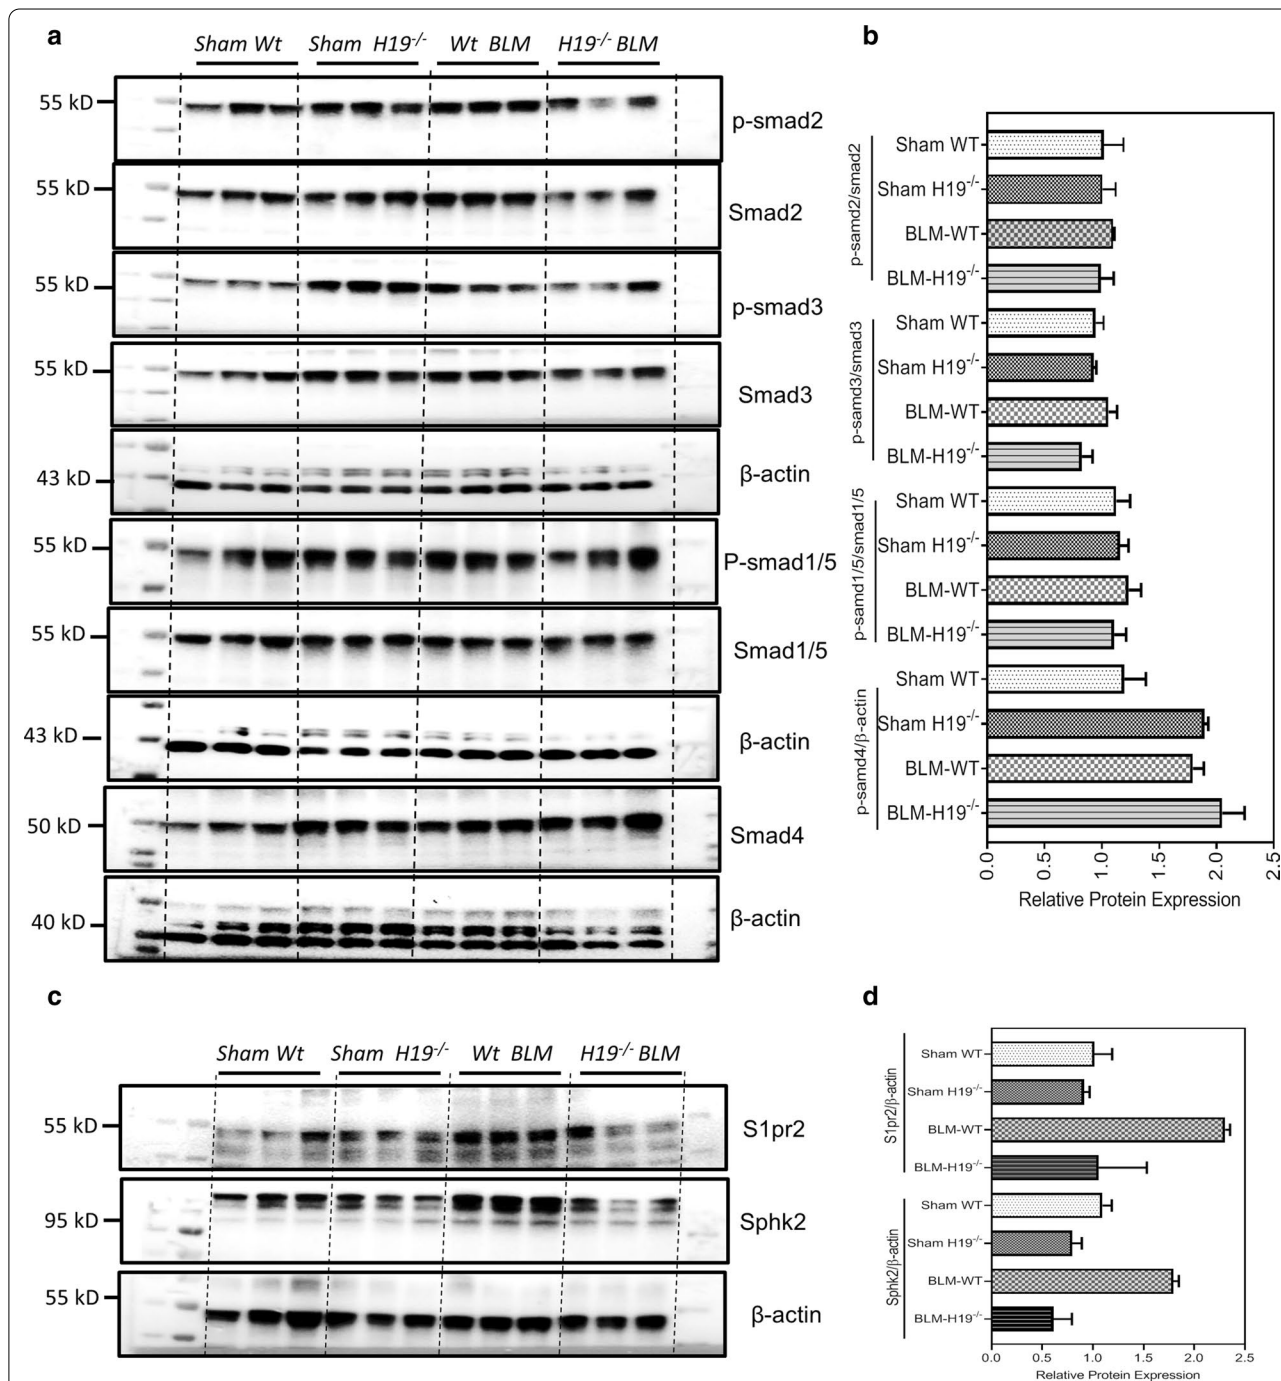 a
Sham Wt Sham H19-/- Wt BLM H19-/- BLM
55 kD p-smad2
55 kD Smad2
55 kD p-smad3
55 kD Smad3
43 kD β-actin
55 kD P-smad1/5
55 kD Smad1/5
43 kD β-actin
50 kD Smad4
40 kD β-actin
b
p-samd2/smad2
Sham WT
Sham H19-/-
BLM-WT
BLM-H19-/-
p-samd3/smad3
Sham WT
Sham H19-/-
BLM-WT
BLM-H19-/-
p-samd1/5/smad1/5
Sham WT
Sham H19-/-
BLM-WT
BLM-H19-/-
p-samd4/β-actin
Sham WT
Sham H19-/-
BLM-WT
BLM-H19-/-
0.0 0.5 1.0 1.5 2.0 2.5
Relative Protein Expression
c
Sham Wt Sham H19-/- Wt BLM H19-/- BLM
55 kD S1pr2
95 kD Sphk2
55 kD β-actin
d
S1pr2/β-actin
Sham WT
Sham H19-/-
BLM-WT
BLM-H19-/-
Sphk2/β-actin
Sham WT
Sham H19-/-
BLM-WT
BLM-H19-/-
0.0 0.5 1.0 1.5 2.0 2.5
Relative Protein Expression